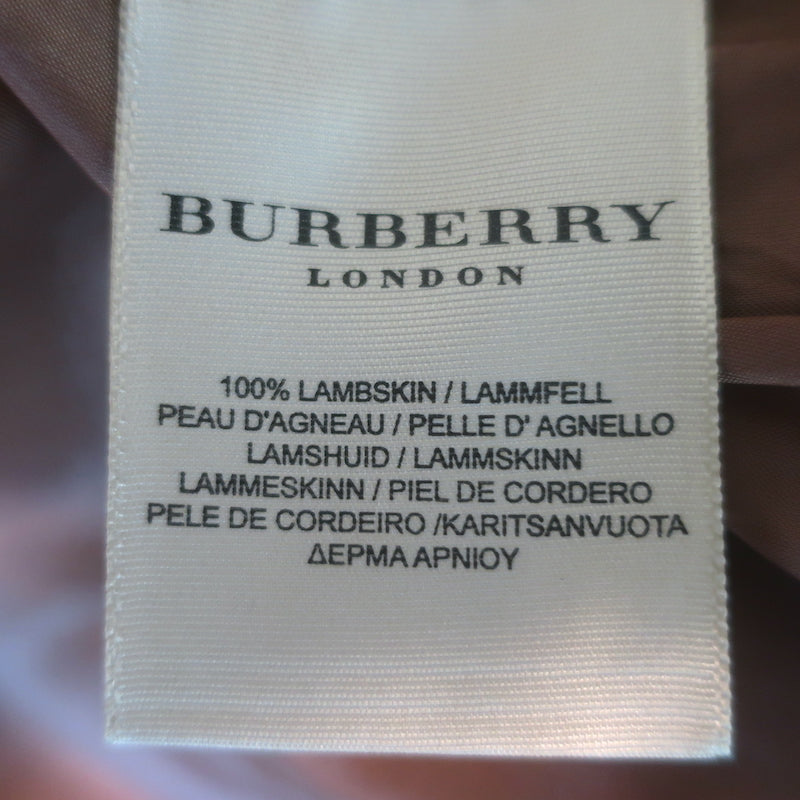 BURBERRY
LONDON
100% LAMBSKIN / LAMMFELL
PEAU D'AGNEAU / PELLE D' AGNELLO
LAMSHUID / LAMMSKINN
LAMMESKINN / PIEL DE CORDERO
PELE DE CORDEIRO /KARITSANVUOTA
ΔΕΡΜΑ ΑΡΝΙΟΥ